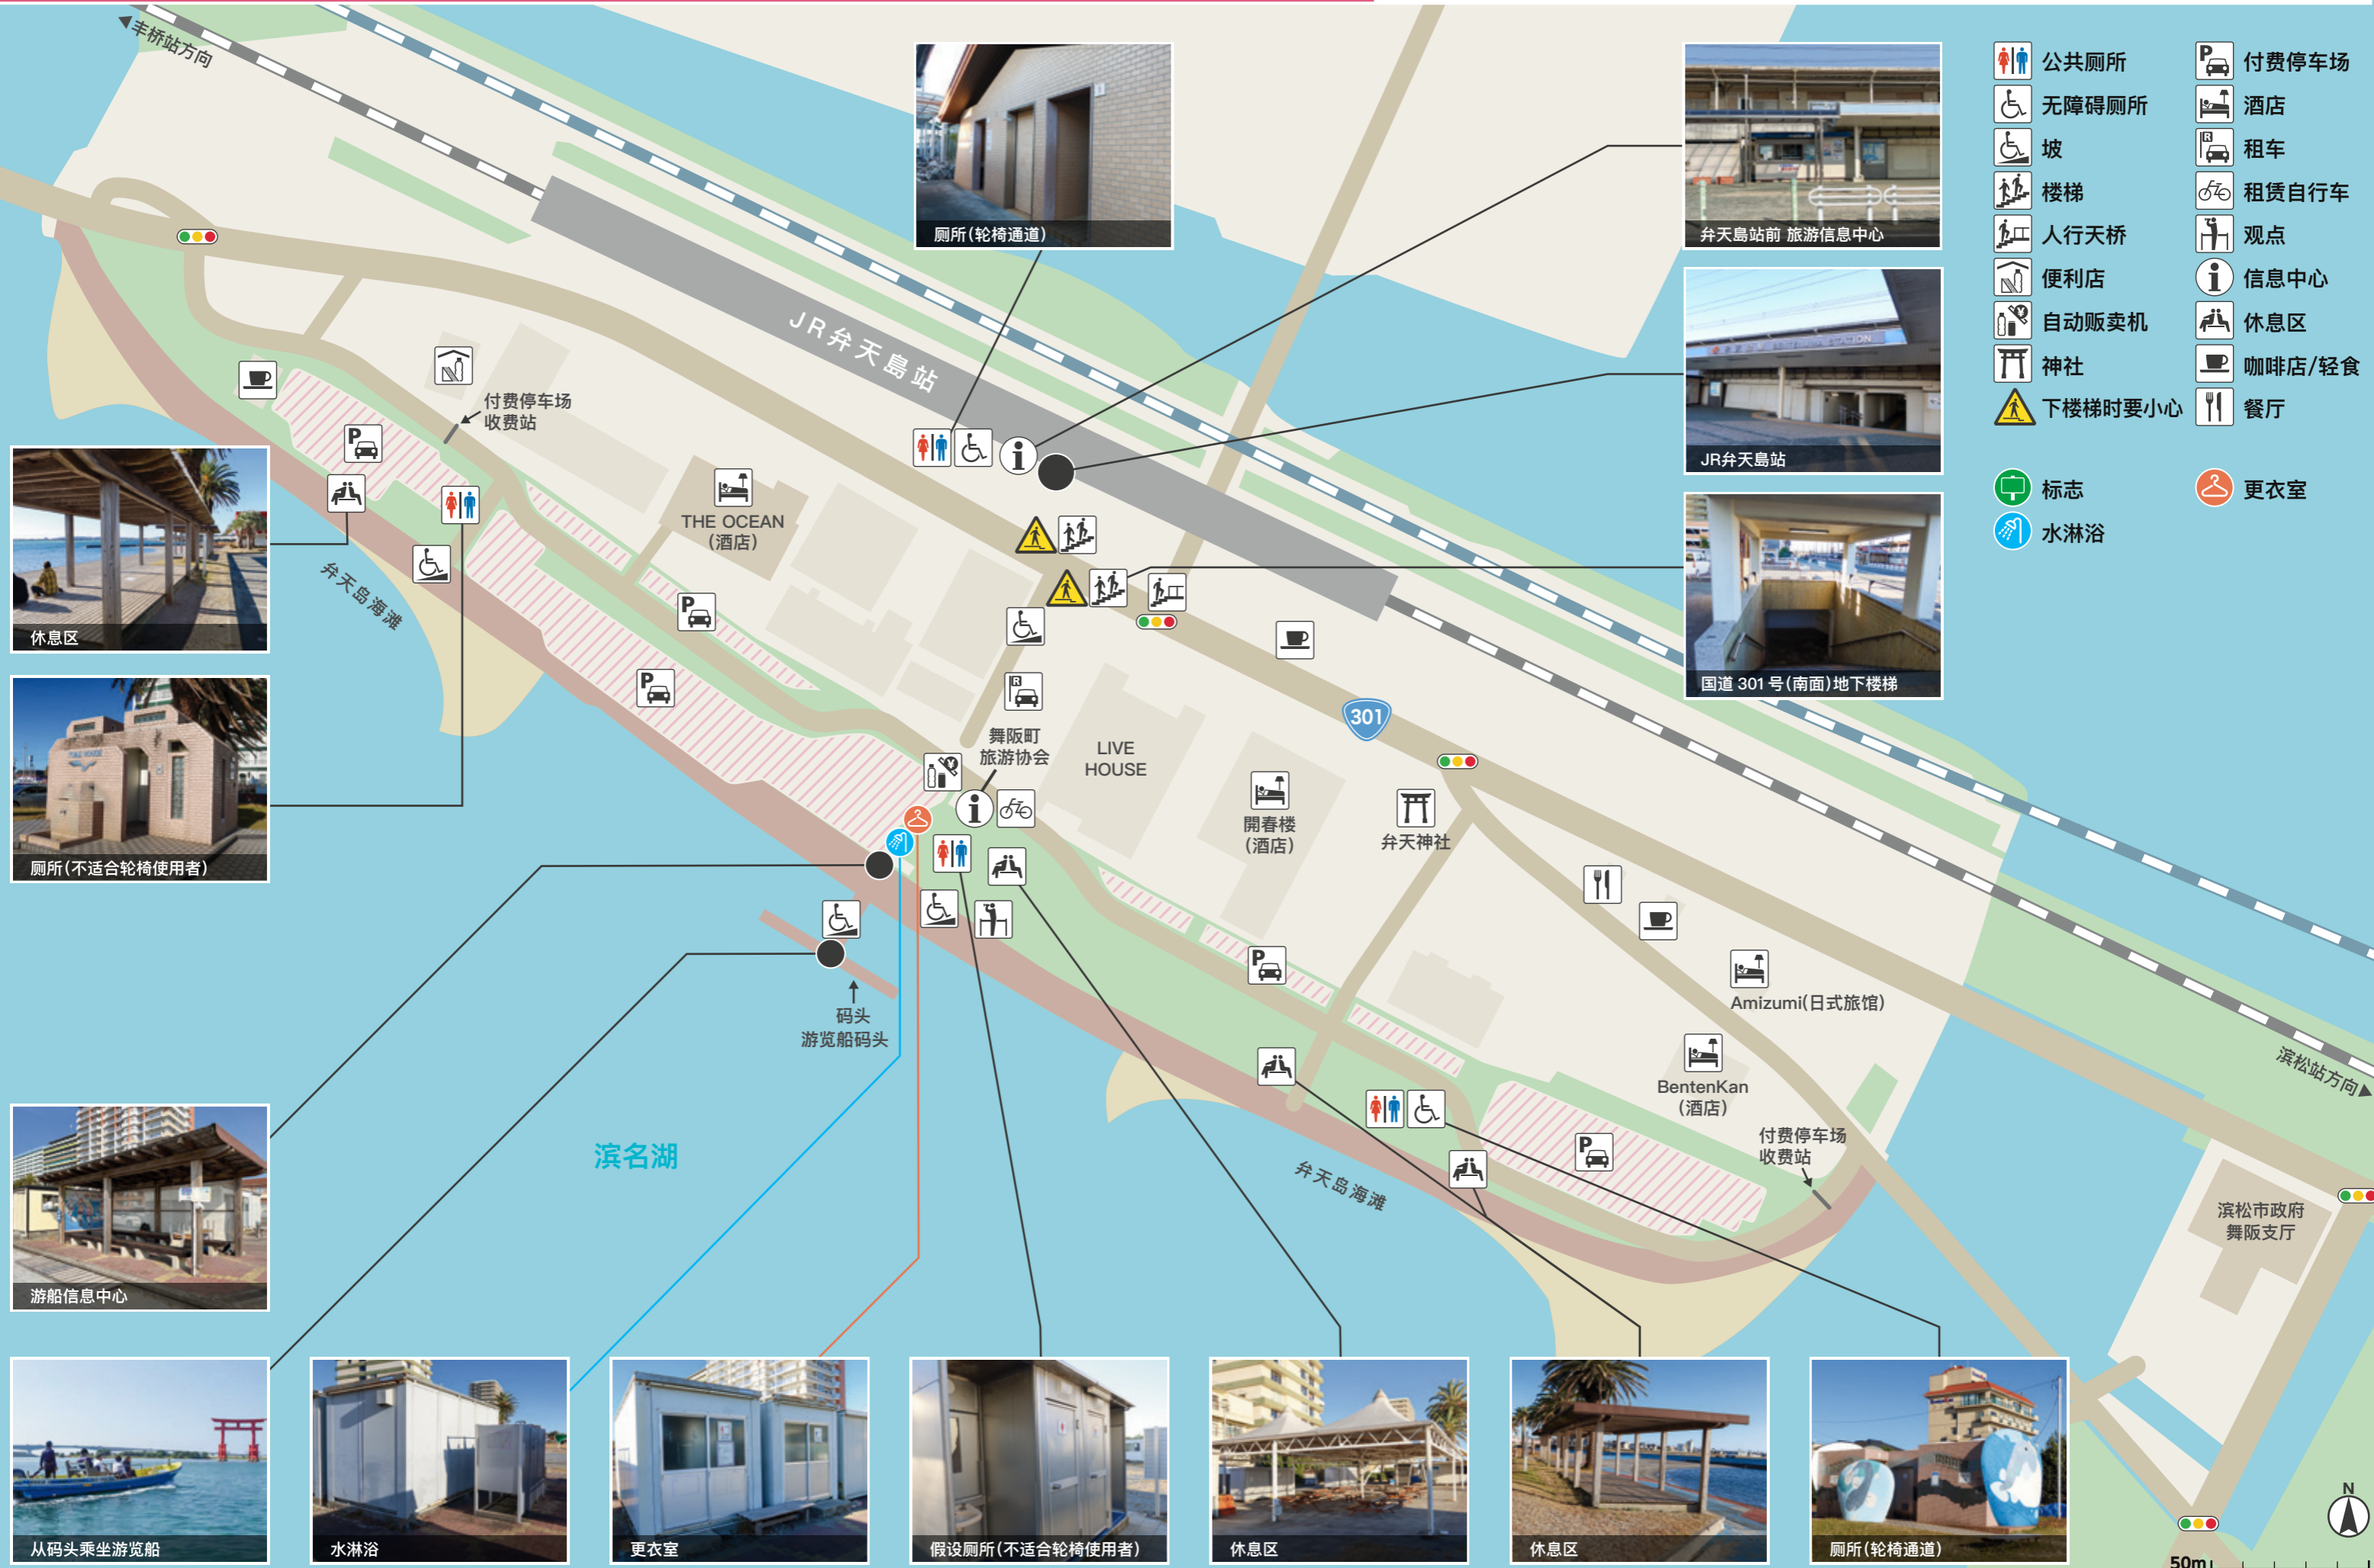 丰桥站方向
厕所(轮椅通道)
弁天島站前 旅游信息中心
JR弁天島站
国道 301 号(南面)地下楼梯
公共厕所
无障碍厕所
坡
楼梯
人行天桥
便利店
自动贩卖机
神社
下楼梯时要小心
标志
水淋浴
付费停车场
酒店
租车
租赁自行车
观点
信息中心
休息区
咖啡店/轻食
餐厅
更衣室
JR弁天島站
付费停车场
收费站
THE OCEAN
(酒店)
休息区
弁天岛海滩
厕所(不适合轮椅使用者)
舞阪町
旅游协会
LIVE
HOUSE
301
開春楼
(酒店)
弁天神社
码头
游览船码头
Amizumi(日式旅馆)
BentenKan
(酒店)
付费停车场
收费站
滨松站方向
滨名湖
弁天岛海滩
滨松市政府
舞阪支厅
游船信息中心
从码头乘坐游览船
水淋浴
更衣室
假设厕所(不适合轮椅使用者)
休息区
休息区
厕所(轮椅通道)
N
50m